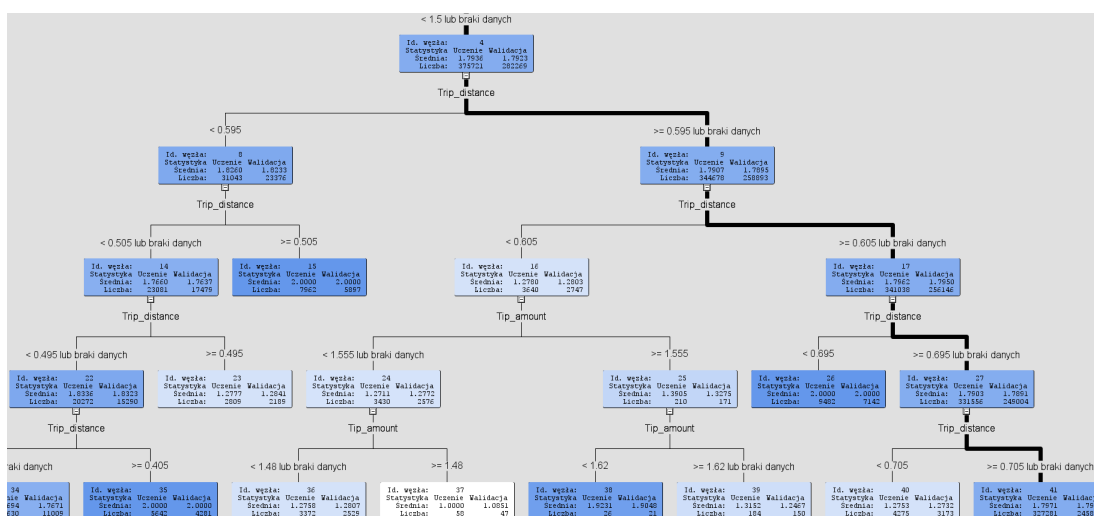 < 1.5 lub braki danych
Id. węzła: 4
Statystyka Uczenie Walidacja
Średnia: 1.7936 1.7923
Liczba: 375721 282269
Trip_distance
< 0.595 >= 0.595 lub braki danych
Id. węzła: 8
Statystyka Uczenie Walidacja
Średnia: 1.8260 1.8233
Liczba: 31043 23376
Id. węzła: 9
Statystyka Uczenie Walidacja
Średnia: 1.7907 1.7895
Liczba: 344678 258893
Trip_distance Trip_distance
< 0.505 lub braki danych >= 0.505 < 0.605 >= 0.605 lub braki danych
Id. węzła: 14
Statystyka Uczenie Walidacja
Średnia: 1.7660 1.7637
Liczba: 23081 17479
Id. węzła: 15
Statystyka Uczenie Walidacja
Średnia: 2.0000 2.0000
Liczba: 7962 5897
Id. węzła: 16
Statystyka Uczenie Walidacja
Średnia: 1.2780 1.2803
Liczba: 3640 2747
Id. węzła: 17
Statystyka Uczenie Walidacja
Średnia: 1.7962 1.7950
Liczba: 341038 256146
Trip_distance Tip_amount Trip_distance
< 0.495 lub braki danych >= 0.495 < 1.555 lub braki danych >= 1.555 < 0.695 >= 0.695 lub braki danych
Id. węzła: 22
Statystyka Uczenie Walidacja
Średnia: 1.8336 1.8323
Liczba: 20272 15290
Id. węzła: 23
Statystyka Uczenie Walidacja
Średnia: 1.2777 1.2841
Liczba: 2809 2189
Id. węzła: 24
Statystyka Uczenie Walidacja
Średnia: 1.2711 1.2772
Liczba: 3430 2576
Id. węzła: 25
Statystyka Uczenie Walidacja
Średnia: 1.3905 1.3275
Liczba: 210 171
Id. węzła: 26
Statystyka Uczenie Walidacja
Średnia: 2.0000 2.0000
Liczba: 9482 7142
Id. węzła: 27
Statystyka Uczenie Walidacja
Średnia: 1.7903 1.7891
Liczba: 331556 249004
Trip_distance Tip_amount Tip_amount Trip_distance
raki danych >= 0.405 < 1.48 lub braki danych >= 1.48 < 1.62 >= 1.62 lub braki danych < 0.705 >= 0.705 lub braki danych
34
nie Walidacja
694 1.7671
630 11009
Id. węzła: 35
Statystyka Uczenie Walidacja
Średnia: 2.0000 2.0000
Liczba: 5642 4281
Id. węzła: 36
Statystyka Uczenie Walidacja
Średnia: 1.2758 1.2807
Liczba: 3372 2529
Id. węzła: 37
Statystyka Uczenie Walidacja
Średnia: 1.0000 1.0851
Liczba: 58 47
Id. węzła: 38
Statystyka Uczenie Walidacja
Średnia: 1.9231 1.9048
Liczba: 26 21
Id. węzła: 39
Statystyka Uczenie Walidacja
Średnia: 1.3152 1.2467
Liczba: 184 150
Id. węzła: 40
Statystyka Uczenie Walidacja
Średnia: 1.2753 1.2732
Liczba: 4275 3173
Id. węzła: 41
Statystyka Uczenie Walid
Średnia: 1.7971 1.79
Liczba: 327281 2458